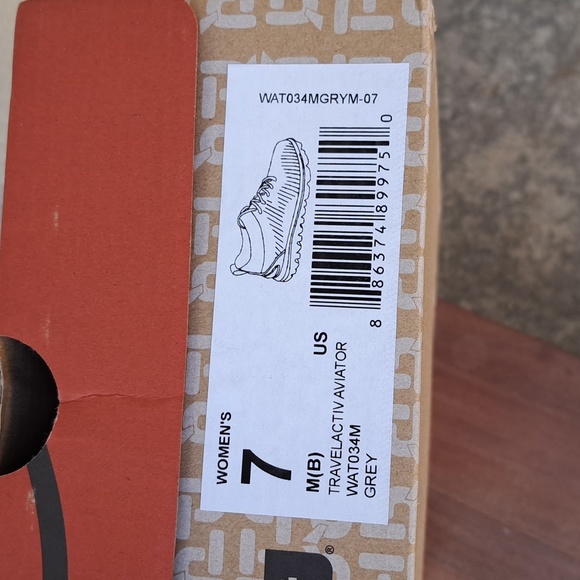 WAT034MGRYM-07
8 86374 89975 0
WOMEN'S
7
M(B) US
TRAVELACTIV AVIATOR
WAT034M
GREY
®